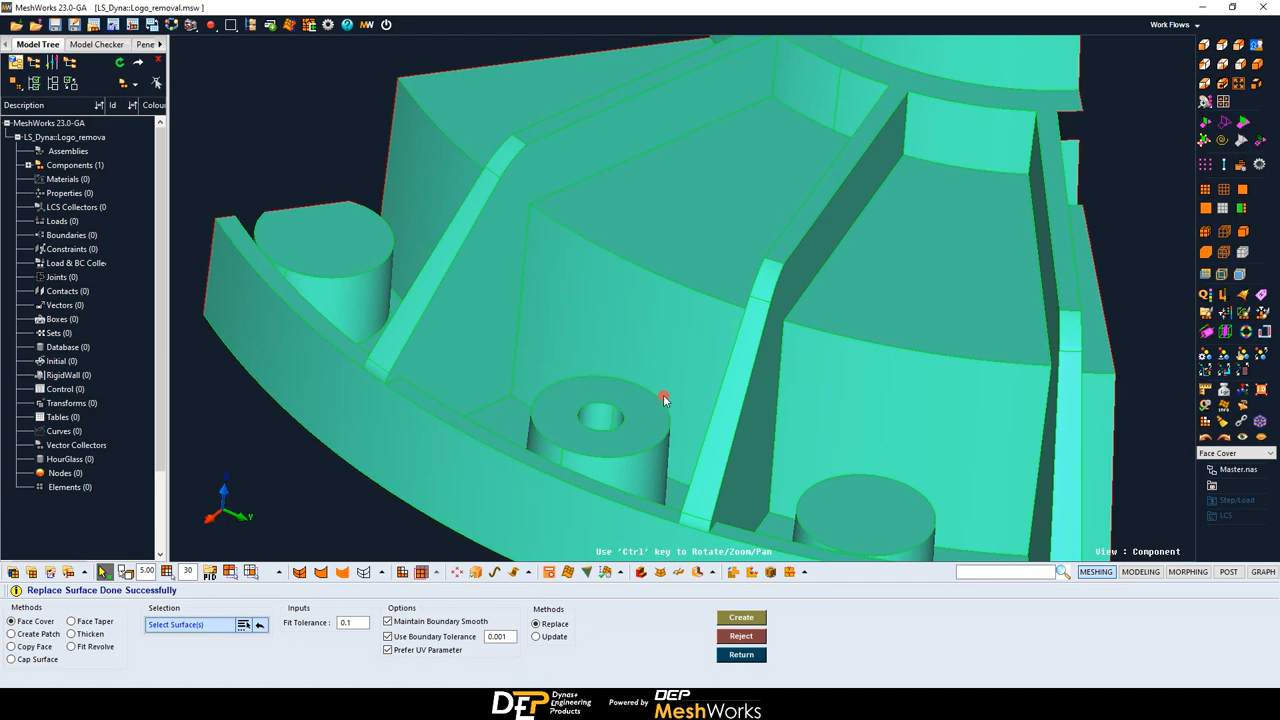 MeshWorks 23.0-GA   [LS_Dyna::Logo_removal.msw ]
Work Flows
Model Tree Model Checker Pene
Description Id Colou
MeshWorks 23.0-GA
LS_Dyna::Logo_remova
Assemblies
Components (1)
Materials (0)
Properties (0)
LCS Collectors (0
Loads (0)
Boundaries (0)
Constraints (0)
Load & BC Colle
Joints (0)
Contacts (0)
Vectors (0)
Boxes (0)
Sets (0)
Database (0)
Initial (0)
RigidWall (0)
Control (0)
Transforms (0)
Tables (0)
Curves (0)
Vector Collectors
HourGlass (0)
Nodes (0)
Elements (0)
Z
Y
Use 'Ctrl' key to Rotate/Zoom/Pan
View : Component
Face Cover
Master.nas
Step/Load
LCS
5.00 30 PID
MESHING MODELING MORPHING POST GRAPH
Replace Surface Done Successfully
Methods
Face Cover Face Taper
Create Patch Thicken
Copy Face Fit Revolve
Cap Surface
Selection
Select Surface(s)
Inputs
Fit Tolerance : 0.1
Options
Maintain Boundary Smooth
Use Boundary Tolerance 0.001
Prefer UV Parameter
Methods
Replace
Update
Create
Reject
Return
DEP Dynas+ Engineering Products Powered by DEP MeshWorks